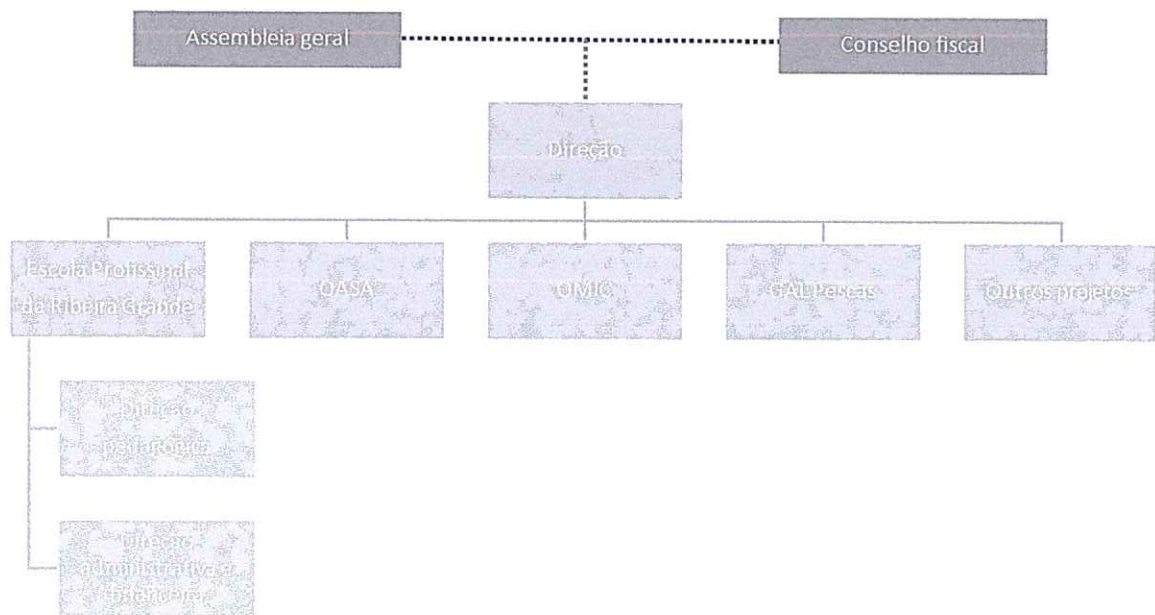 Assembleia geral
Conselho fiscal
Direção
Escola Profissinal
da Ribeira Grande
OASA
OMIC
GAL Pescas
Outros projetos
Direção
pedagógica
Direção
administrativa e
financeira